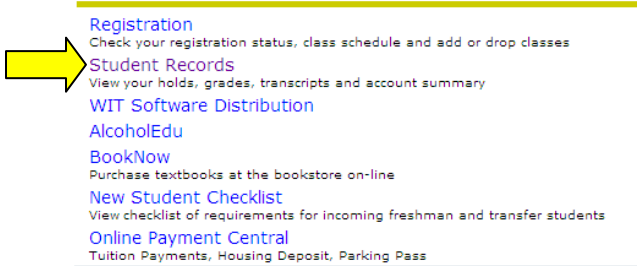 Registration
Check your registration status, class schedule and add or drop classes
Student Records
View your holds, grades, transcripts and account summary
WIT Software Distribution
AlcoholEdu
BookNow
Purchase textbooks at the bookstore on-line
New Student Checklist
View checklist of requirements for incoming freshman and transfer students
Online Payment Central
Tuition Payments, Housing Deposit, Parking Pass